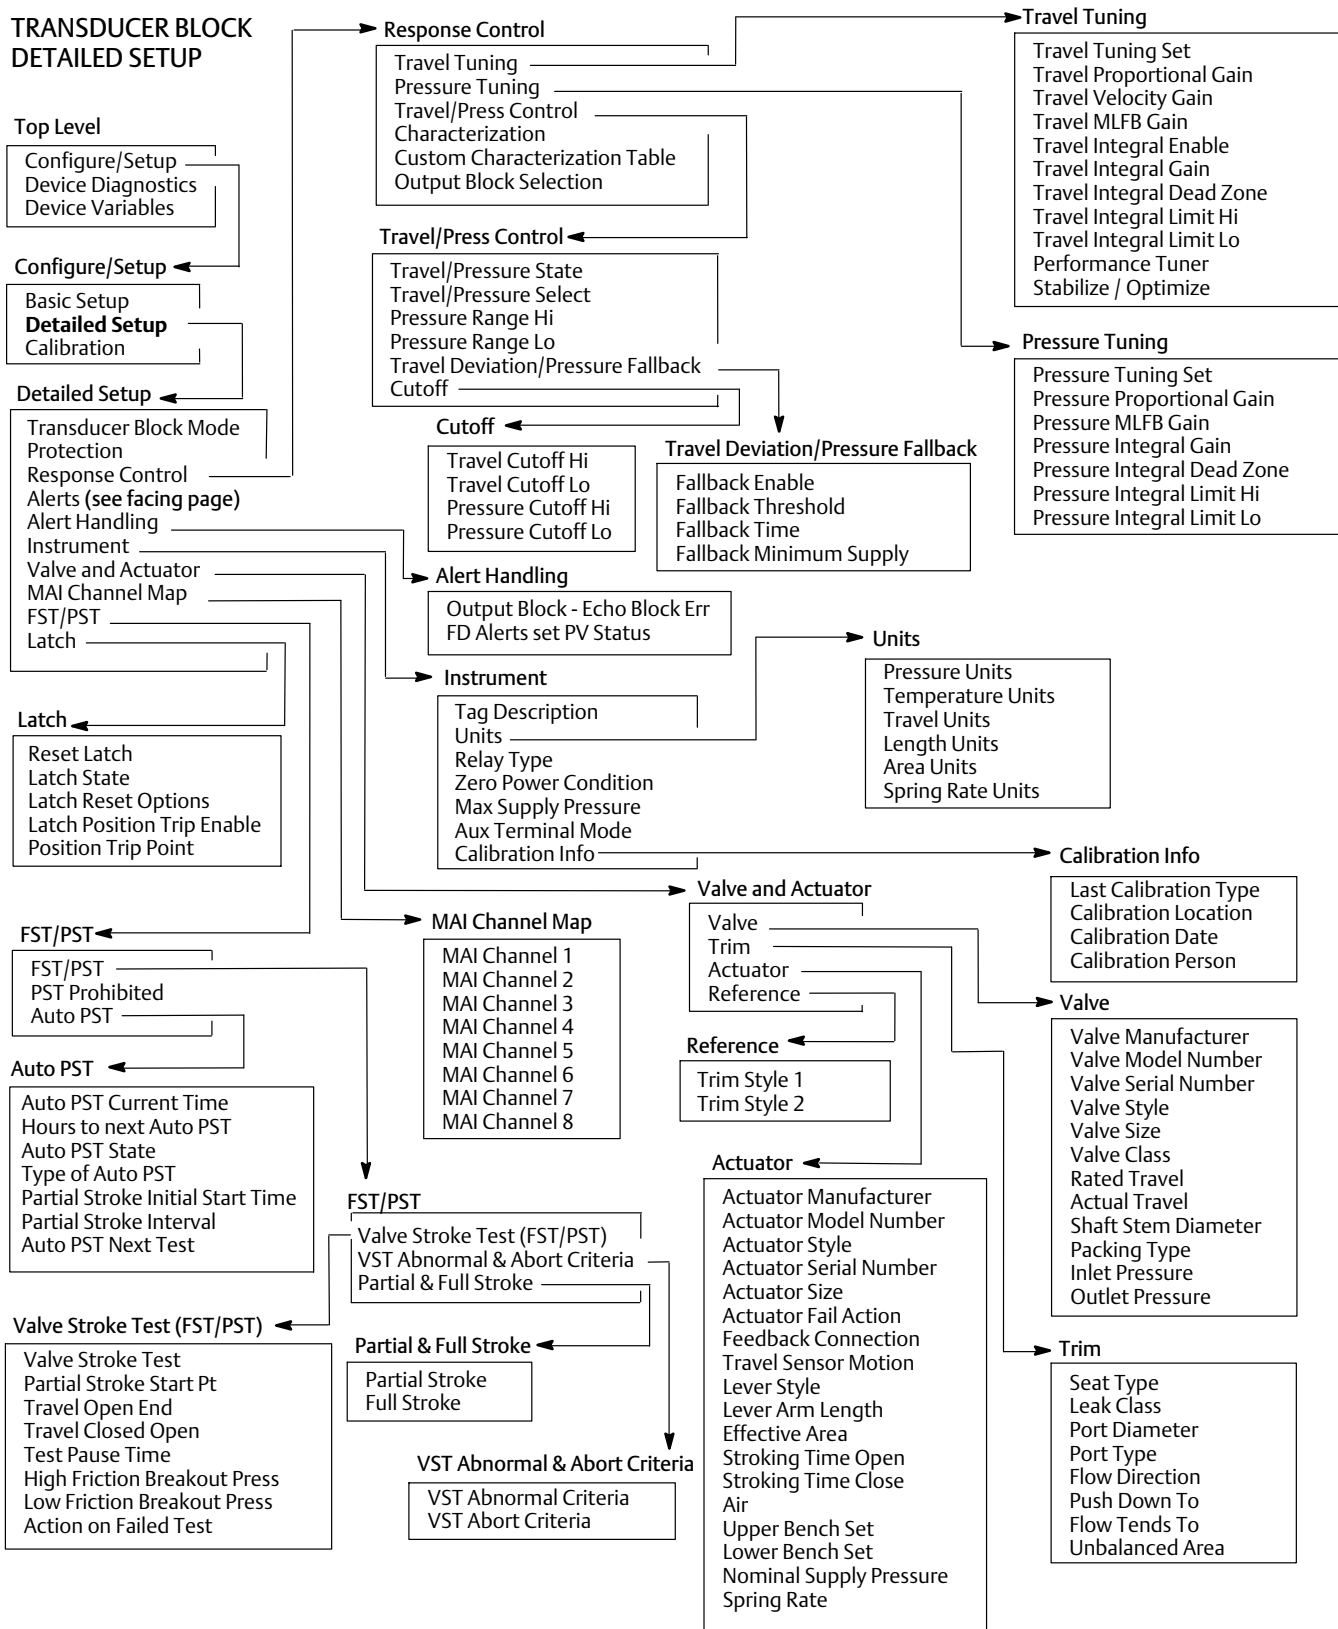 TRANSDUCER BLOCK
DETAILED SETUP
Top Level
Configure/Setup
Device Diagnostics
Device Variables
Configure/Setup
Basic Setup
Detailed Setup
Calibration
Detailed Setup
Transducer Block Mode
Protection
Response Control
Alerts (see facing page)
Alert Handling
Instrument
Valve and Actuator
MAI Channel Map
FST/PST
Latch
Latch
Reset Latch
Latch State
Latch Reset Options
Latch Position Trip Enable
Position Trip Point
FST/PST
FST/PST
PST Prohibited
Auto PST
Auto PST
Auto PST Current Time
Hours to next Auto PST
Auto PST State
Type of Auto PST
Partial Stroke Initial Start Time
Partial Stroke Interval
Auto PST Next Test
Valve Stroke Test (FST/PST)
Valve Stroke Test
Partial Stroke Start Pt
Travel Open End
Travel Closed Open
Test Pause Time
High Friction Breakout Press
Low Friction Breakout Press
Action on Failed Test
Response Control
Travel Tuning
Pressure Tuning
Travel/Press Control
Characterization
Custom Characterization Table
Output Block Selection
Travel/Press Control
Travel/Pressure State
Travel/Pressure Select
Pressure Range Hi
Pressure Range Lo
Travel Deviation/Pressure Fallback
Cutoff
Cutoff
Travel Cutoff Hi
Travel Cutoff Lo
Pressure Cutoff Hi
Pressure Cutoff Lo
Travel Deviation/Pressure Fallback
Fallback Enable
Fallback Threshold
Fallback Time
Fallback Minimum Supply
Alert Handling
Output Block - Echo Block Err
FD Alerts set PV Status
Instrument
Tag Description
Units
Relay Type
Zero Power Condition
Max Supply Pressure
Aux Terminal Mode
Calibration Info
MAI Channel Map
MAI Channel 1
MAI Channel 2
MAI Channel 3
MAI Channel 4
MAI Channel 5
MAI Channel 6
MAI Channel 7
MAI Channel 8
FST/PST
Valve Stroke Test (FST/PST)
VST Abnormal & Abort Criteria
Partial & Full Stroke
Partial & Full Stroke
Partial Stroke
Full Stroke
VST Abnormal & Abort Criteria
VST Abnormal Criteria
VST Abort Criteria
Valve and Actuator
Valve
Trim
Actuator
Reference
Reference
Trim Style 1
Trim Style 2
Actuator
Actuator Manufacturer
Actuator Model Number
Actuator Style
Actuator Serial Number
Actuator Size
Actuator Fail Action
Feedback Connection
Travel Sensor Motion
Lever Style
Lever Arm Length
Effective Area
Stroking Time Open
Stroking Time Close
Air
Upper Bench Set
Lower Bench Set
Nominal Supply Pressure
Spring Rate
Travel Tuning
Travel Tuning Set
Travel Proportional Gain
Travel Velocity Gain
Travel MLFB Gain
Travel Integral Enable
Travel Integral Gain
Travel Integral Dead Zone
Travel Integral Limit Hi
Travel Integral Limit Lo
Performance Tuner
Stabilize / Optimize
Pressure Tuning
Pressure Tuning Set
Pressure Proportional Gain
Pressure MLFB Gain
Pressure Integral Gain
Pressure Integral Dead Zone
Pressure Integral Limit Hi
Pressure Integral Limit Lo
Units
Pressure Units
Temperature Units
Travel Units
Length Units
Area Units
Spring Rate Units
Calibration Info
Last Calibration Type
Calibration Location
Calibration Date
Calibration Person
Valve
Valve Manufacturer
Valve Model Number
Valve Serial Number
Valve Style
Valve Size
Valve Class
Rated Travel
Actual Travel
Shaft Stem Diameter
Packing Type
Inlet Pressure
Outlet Pressure
Trim
Seat Type
Leak Class
Port Diameter
Port Type
Flow Direction
Push Down To
Flow Tends To
Unbalanced Area